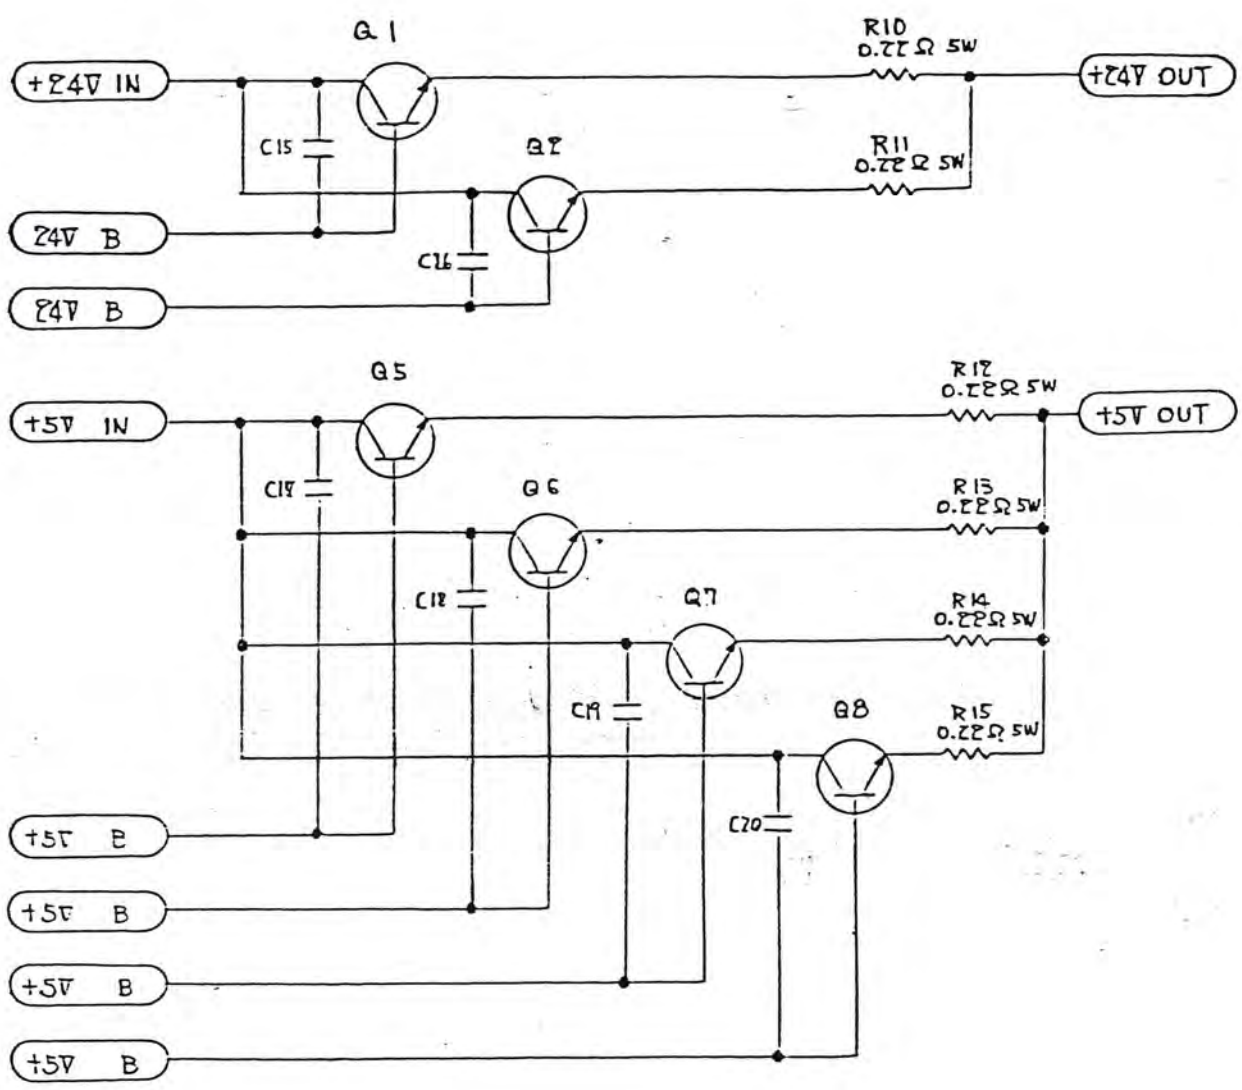 Q1
R10
0.22 Ω 5W
+24V IN
+24V OUT
C15
Q2
R11
0.22 Ω 5W
24V B
C16
24V B
Q5
R12
0.22Ω 5W
+5V IN
+5V OUT
C17
Q6
R13
0.22Ω 5W
C18
Q7
R14
0.22Ω 5W
C19
Q8
R15
0.22Ω 5W
+5V B
C20
+5V B
+5V B
+5V B